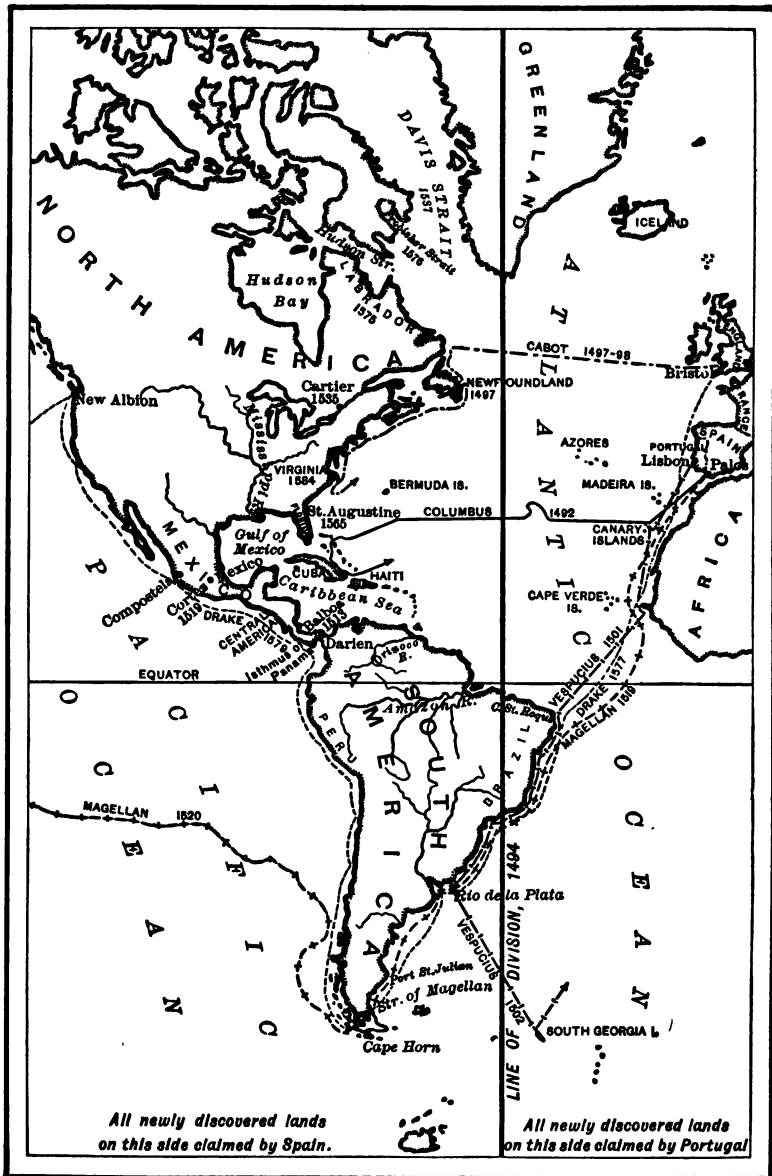 GREENLAND
DAVIS STRAIT
1587
ICELAND
NORTH AMERICA
Hudson Str.
Frobisher Strait
1576
Hudson
Bay
LABRADOR
1575
ATLANTIC OCEAN
CABOT 1497-98
ENGLAND
Bristol
FRANCE
NEWFOUNDLAND
1497
Cartier
1535
New Albion
Mississippi R.
VIRGINIA
1584
AZORES
PORTUGAL
SPAIN
Lisbon
Palos
MADEIRA IS.
BERMUDA IS.
St. Augustine
1565
COLUMBUS 1492
CANARY
ISLANDS
AFRICA
Gulf of
Mexico
MEXICO
Mexico
CUBA
HAITI
Caribbean Sea
CAPE VERDE
IS.
Compostela
Cortes
1519
DRAKE
1579
CENTRAL
AMERICA
Balboa
1513
Darien
Isthmus of
Panama
Orinoco
R.
PACIFIC OCEAN
EQUATOR
VESPUCIUS 1501
DRAKE 1577
MAGELLAN 1519
Amazon R.
C. St. Roque
SOUTH AMERICA
PERU
BRAZIL
MAGELLAN 1520
Rio de la Plata
VESPUCIUS 1502
LINE OF DIVISION, 1494
Port St. Julian
Str. of Magellan
Cape Horn
SOUTH GEORGIA I.
All newly discovered lands
on this side claimed by Spain.
All newly discovered lands
on this side claimed by Portugal